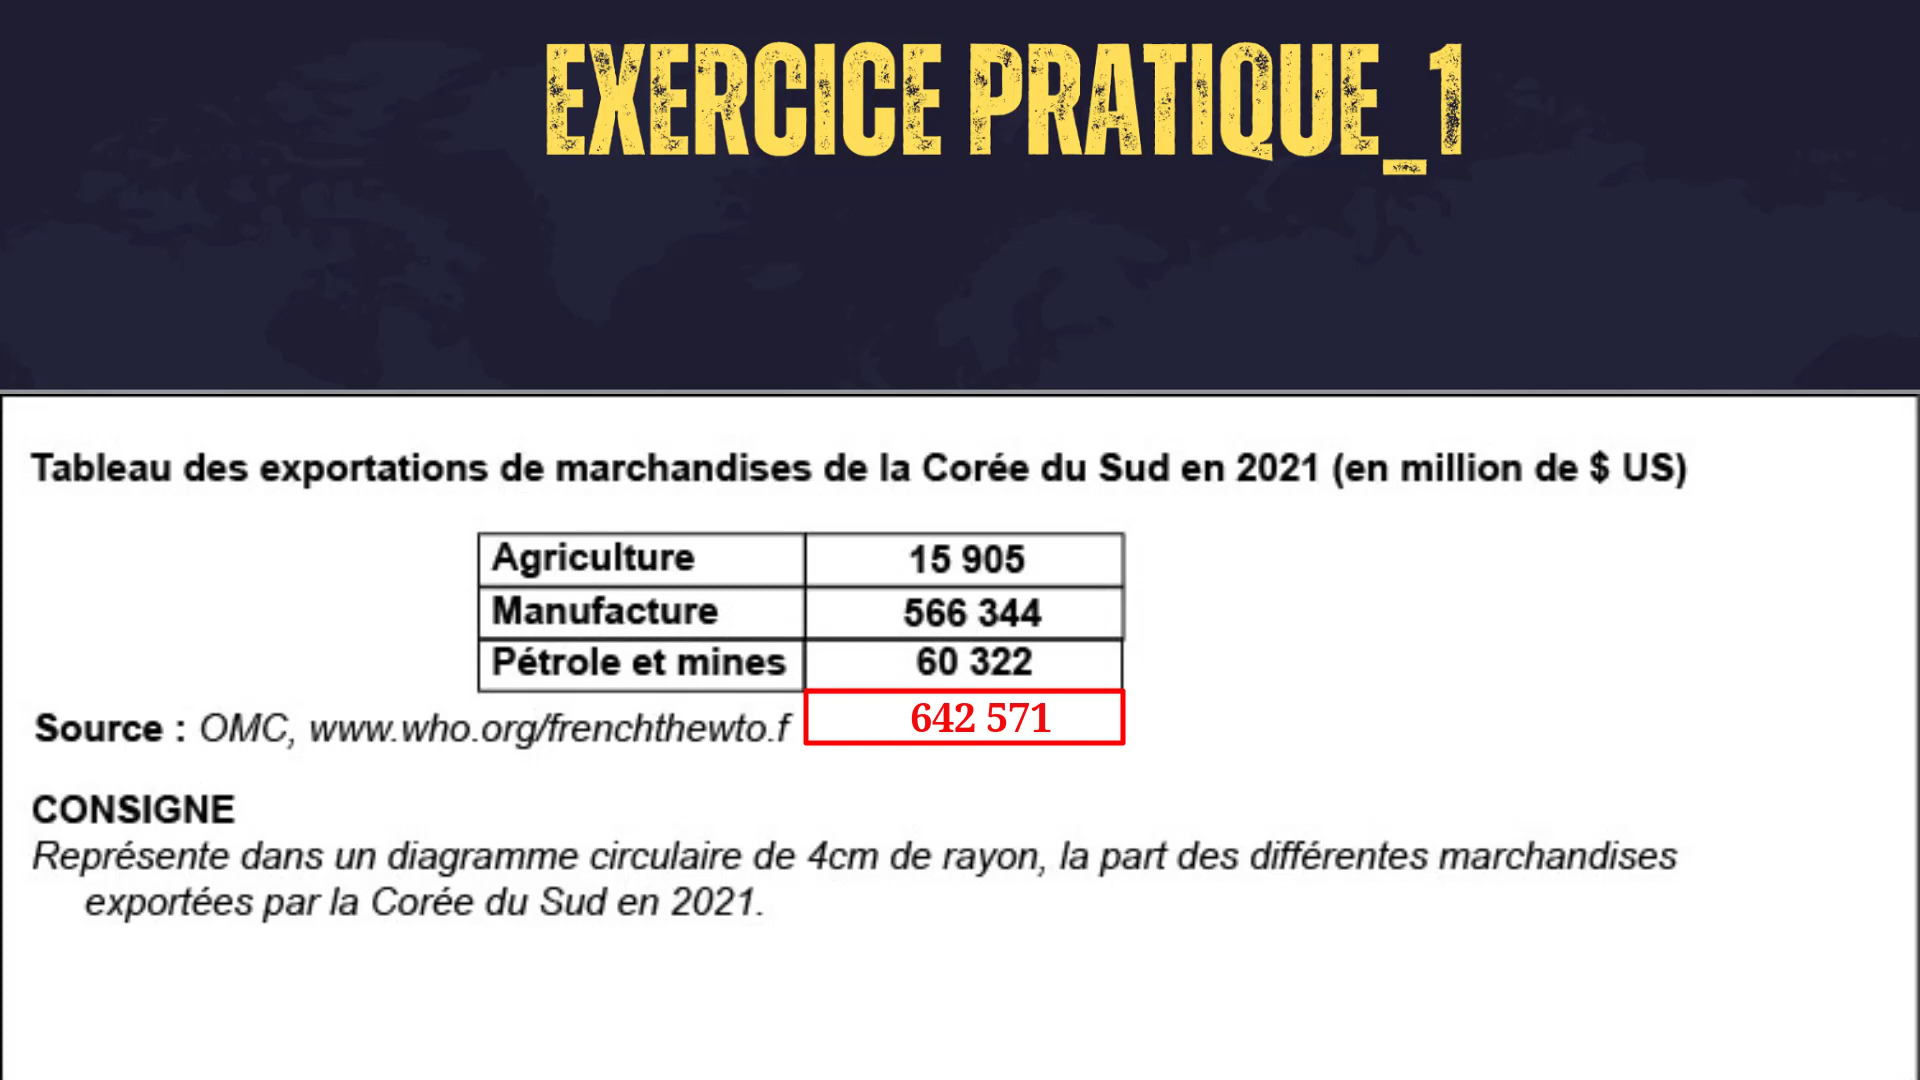 EXERCICE PRATIQUE_1
Tableau des exportations de marchandises de la Corée du Sud en 2021 (en million de $ US)
Agriculture 15 905
Manufacture 566 344
Pétrole et mines 60 322
642 571
Source : OMC, www.who.org/frenchthewto.f
CONSIGNE
Représente dans un diagramme circulaire de 4cm de rayon, la part des différentes marchandises
exportées par la Corée du Sud en 2021.